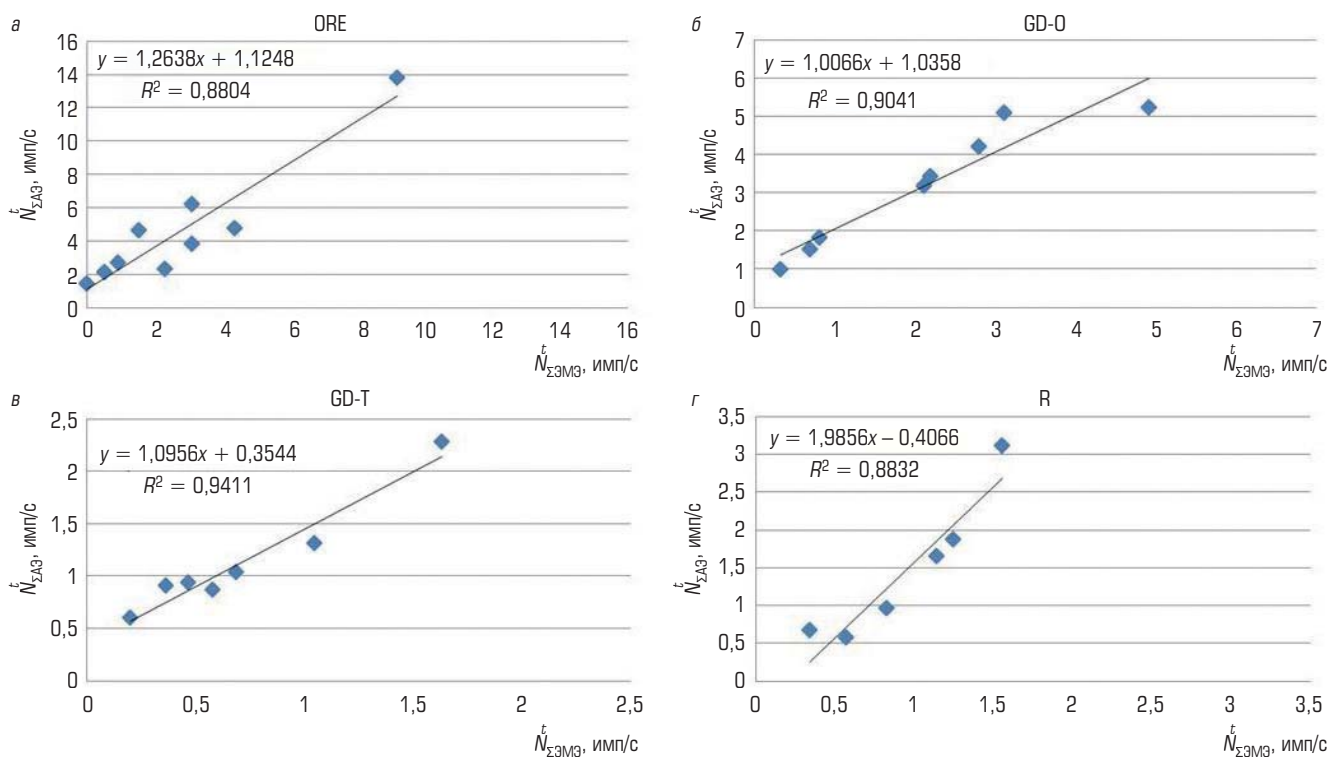 а
ORE
16
14
12
10
8
6
4
2
0
y = 1,2638x + 1,1248
R² = 0,8804
N^t_ΣАЭ, имп/с
0 2 4 6 8 10 12 14 16
N^t_ΣЭМЭ, имп/с
б
GD-O
7
6
5
4
3
2
1
0
y = 1,0066x + 1,0358
R² = 0,9041
N^t_ΣАЭ, имп/с
0 1 2 3 4 5 6 7
N^t_ΣЭМЭ, имп/с
в
GD-T
2,5
2
1,5
1
0,5
0
y = 1,0956x + 0,3544
R² = 0,9411
N^t_ΣАЭ, имп/с
0 0,5 1 1,5 2 2,5
N^t_ΣЭМЭ, имп/с
г
R
3,5
3
2,5
2
1,5
1
0,5
0
y = 1,9856x – 0,4066
R² = 0,8832
N^t_ΣАЭ, имп/с
0 0,5 1 1,5 2 2,5 3 3,5
N^t_ΣЭМЭ, имп/с